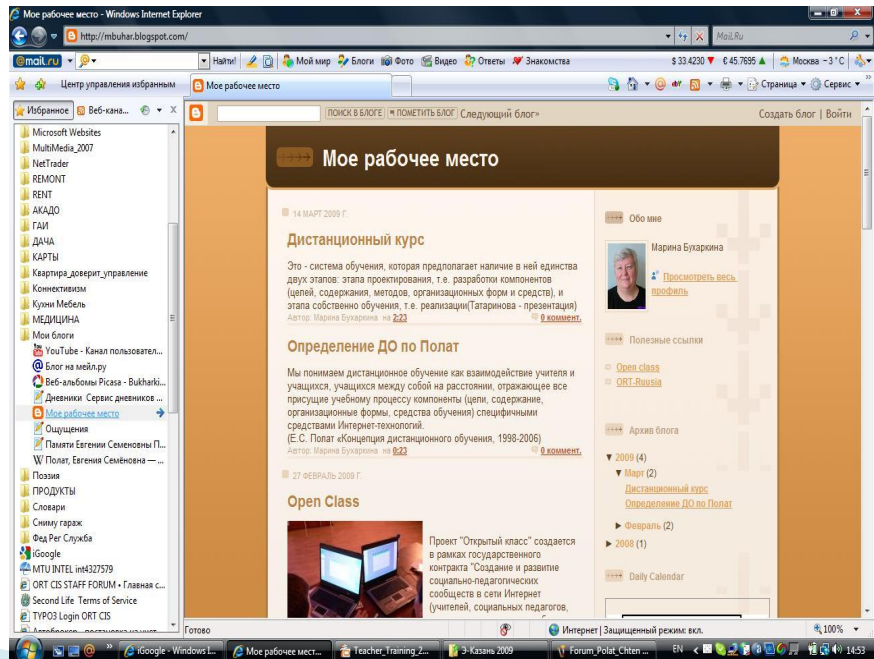 Мое рабочее место - Windows Internet Explorer
http://mbuhar.blogspot.com/
Mail.Ru
@mail.ru
Найти!
Мой мир
Блоги
Фото
Видео
Ответы
Знакомства
$ 33.4230 ▼
€ 45.7695 ▲
Москва −3°C
Центр управления избранным
Мое рабочее место
Страница
Сервис
Избранное
Веб-кана...
ПОИСК В БЛОГЕ
ПОМЕТИТЬ БЛОГ
Следующий блог»
Создать блог | Войти
Microsoft Websites
MultiMedia_2007
NetTrader
REMONT
RENT
АКАДО
ГАИ
ДАЧА
КАРТЫ
Квартира_доверит_управление
Коннективизм
Кухни Мебель
МЕДИЦИНА
Мои блоги
YouTube - Канал пользовател...
Блог на мейл.ру
Веб-альбомы Picasa - Bukharki...
Дневники Сервис дневников ...
Мое рабочее место
Ощущения
Памяти Евгении Семеновны П...
Полат, Евгения Семёновна — ...
Поэзия
ПРОДУКТЫ
Словари
Сниму гараж
Фед Рег Служба
iGoogle
MTU INTEL int4327579
ORT CIS STAFF FORUM • Главная с...
Second Life Terms of Service
TYPO3 Login ORT CIS
Мое рабочее место
14 МАРТ 2009 Г.
Дистанционный курс
Это - система обучения, которая предполагает наличие в ней единства
двух этапов: этапа проектирования, т.е. разработки компонентов
(целей, содержания, методов, организационных форм и средств), и
этапа собственно обучения, т.е. реализации(Татаринова - презентация)
Автор: Марина Бухаркина на 2:23
0 коммент.
Определение ДО по Полат
Мы понимаем дистанционное обучение как взаимодействие учителя и
учащихся, учащихся между собой на расстоянии, отражающее все
присущие учебному процессу компоненты (цели, содержание,
организационные формы, средства обучения) специфичными
средствами Интернет-технологий.
(Е.С. Полат «Концепция дистанционного обучения, 1998-2006)
Автор: Марина Бухаркина на 0:23
0 коммент.
27 ФЕВРАЛЬ 2009 Г.
Open Class
Проект "Открытый класс" создается
в рамках государственного
контракта "Создание и развитие
социально-педагогических
сообществ в сети Интернет
(учителей, социальных педагогов,
Обо мне
Марина Бухаркина
Просмотреть весь
профиль
Полезные ссылки
Open class
ORT-Ruusia
Архив блога
▼ 2009 (4)
▼ Март (2)
Дистанционный курс
Определение ДО по Полат
► Февраль (2)
► 2008 (1)
Daily Calendar
Готово
Интернет | Защищенный режим: вкл.
100%
iGoogle - Windows I...
Мое рабочее мест...
Teacher_Training_2...
Э-Казань 2009
Forum_Polat_Chten ...
EN
14:53